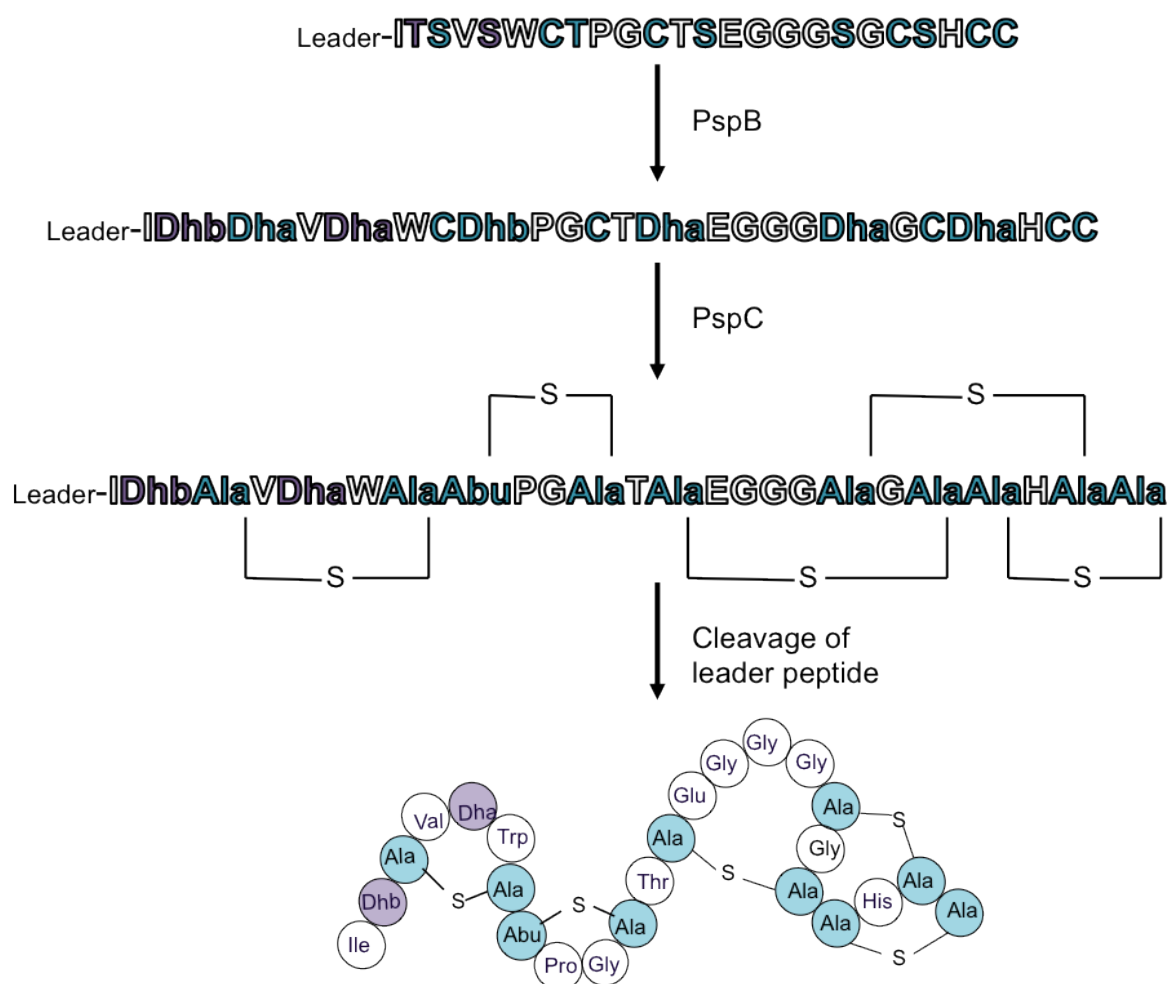 Leader-ITSVSWCTPGCTSEGGGSGCSHCC
PspB
Leader-IDhbDhaVDhaWCDhbPGCTDhaEGGGDhaGCDhaHCC
PspC
S
S
Leader-IDhbAlaVDhaWAlaAbuPGAlaTAlaEGGGAlaGAlaAlaHAlaAla
S
S
S
Cleavage of
leader peptide
Ile
Dhb
Ala
Val
Dha
Trp
S
Ala
Abu
S
Pro
Gly
Ala
Thr
Ala
Glu
Gly
Gly
Gly
Ala
S
Gly
S
Ala
Ala
His
Ala
Ala
S